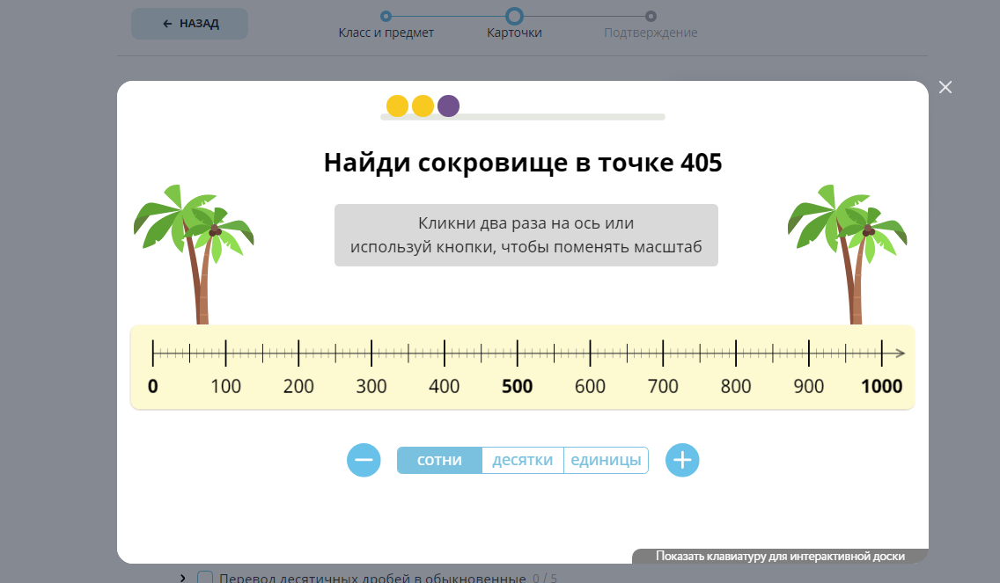 ← НАЗАД
Класс и предмет
Карточки
Подтверждение
Найди сокровище в точке 405
Кликни два раза на ось или
используй кнопки, чтобы поменять масштаб
0 100 200 300 400 500 600 700 800 900 1000
сотни десятки единицы
Показать клавиатуру для интерактивной доски
Перевод десятичных дробей в обыкновенные 0 / 5